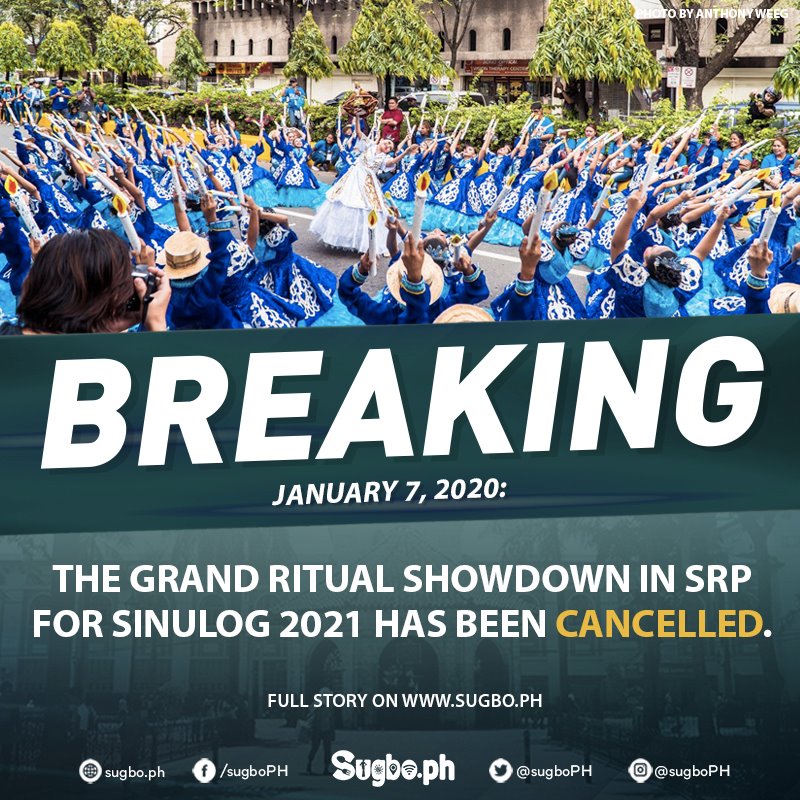 PHOTO BY ANTHONY WEEG
BREAKING
JANUARY 7, 2020:
THE GRAND RITUAL SHOWDOWN IN SRP
FOR SINULOG 2021 HAS BEEN CANCELLED.
FULL STORY ON WWW.SUGBO.PH
sugbo.ph /sugboPH Sugbo.ph @sugboPH @sugboPH